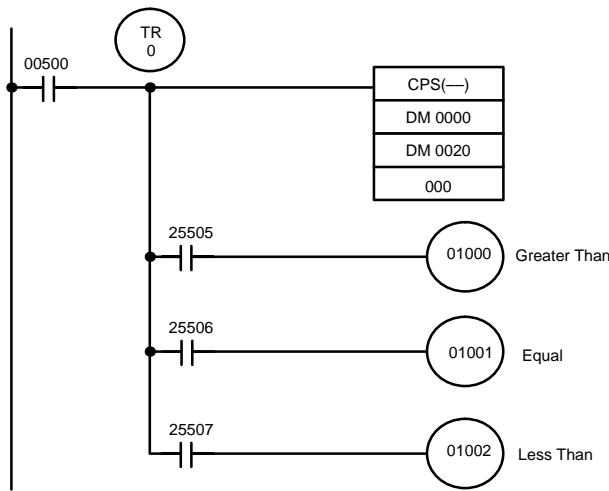 TR
0
00500
CPS(––)
DM 0000
DM 0020
000
25505
01000 Greater Than
25506
01001 Equal
25507
01002 Less Than